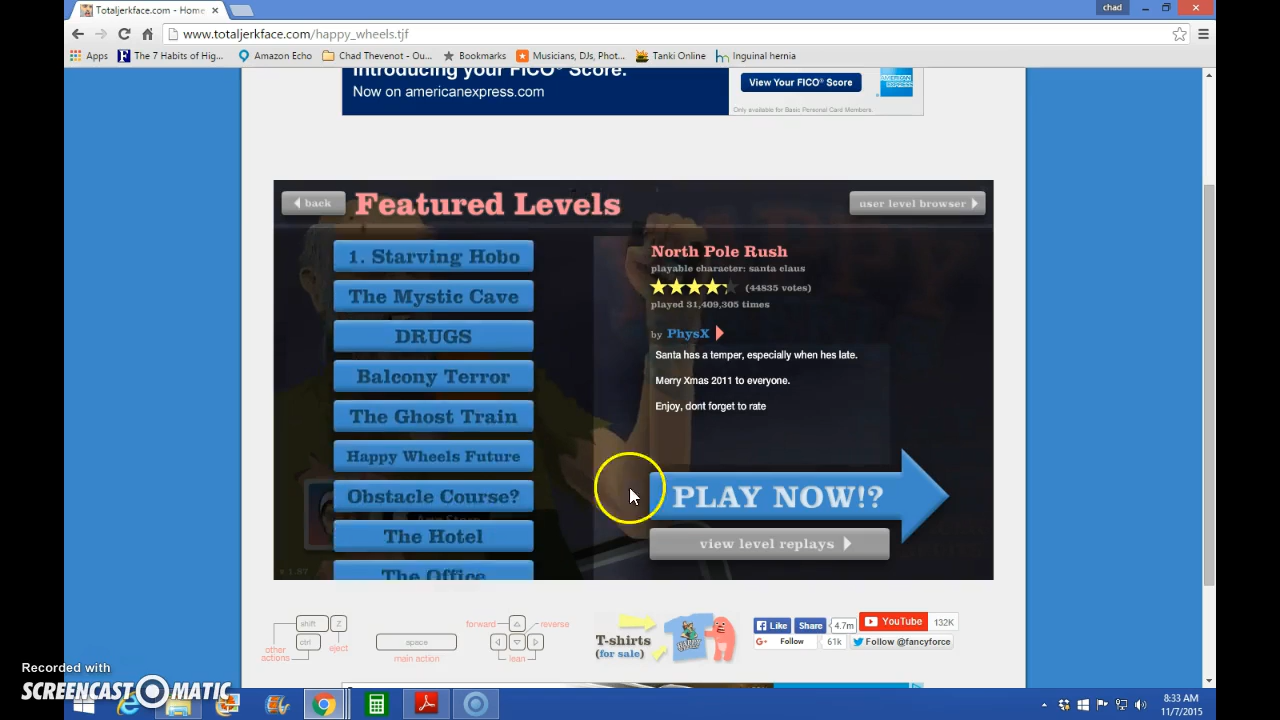 Totaljerkface.com - Home
chad
www.totaljerkface.com/happy_wheels.tjf
Apps The 7 Habits of Hig... Amazon Echo Chad Thevenot - Ou... Bookmarks Musicians, DJs, Phot... Tanki Online Inguinal hernia
Introducing your FICO® Score.
Now on americanexpress.com
View Your FICO® Score
AMERICAN EXPRESS
Only available for Basic Personal Card Members.
back
Featured Levels
user level browser
1. Starving Hobo
The Mystic Cave
DRUGS
Balcony Terror
The Ghost Train
Happy Wheels Future
Obstacle Course?
The Hotel
The Office
North Pole Rush
playable character: santa claus
(44835 votes)
played 31,409,305 times
by PhysX
Santa has a temper, especially when hes late.
Merry Xmas 2011 to everyone.
Enjoy, dont forget to rate
PLAY NOW!?
view level replays
v 1.87
shift Z
ctrl
other actions
eject
space
main action
forward reverse
lean
T-shirts
(for sale)
Like Share 4.7m
YouTube 132K
Follow 61k
Follow @fancyforce
Recorded with
SCREENCAST-O-MATIC
8:33 AM
11/7/2015